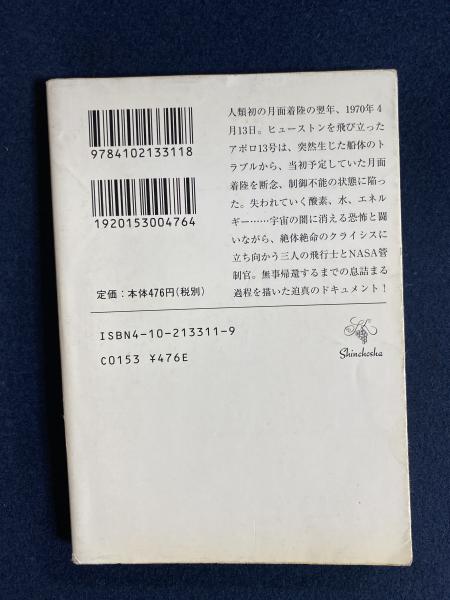 9784102133118
1920153004764
定価：本体476円(税別)
ISBN4-10-213311-9
C0153 ¥476E
人類初の月面着陸の翌年、1970年4
月13日。ヒューストンを飛び立った
アポロ13号は、突然生じた船体のト
ラブルから、当初予定していた月面
着陸を断念、制御不能の状態に陥っ
た。失われていく酸素、水、エネル
ギー……宇宙の闇に消える恐怖と闘
いながら、絶体絶命のクライシスに
立ち向かう三人の飛行士とNASA管
制官。無事帰還するまでの息詰まる
過程を描いた迫真のドキュメント！
Shinchosha